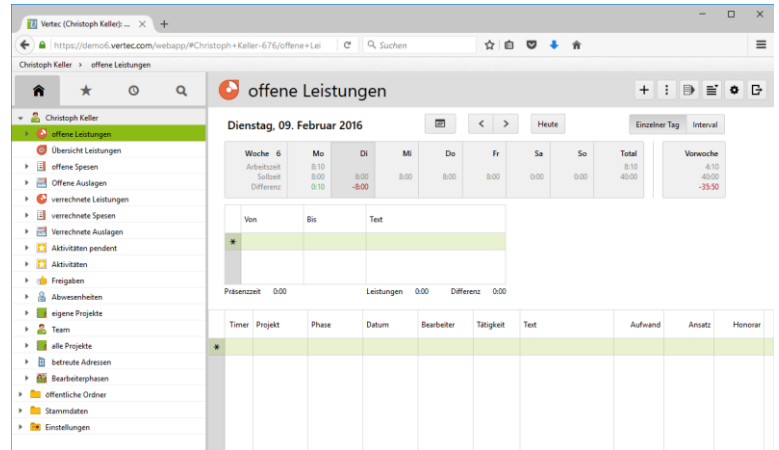 Vertec (Christoph Keller): ...
https://demo6.vertec.com/webapp/#Christoph+Keller-676/offene+Lei
Suchen
Christoph Keller › offene Leistungen
offene Leistungen
Christoph Keller
offene Leistungen
Übersicht Leistungen
offene Spesen
Offene Auslagen
verrechnete Leistungen
verrechnete Spesen
Verrechnete Auslagen
Aktivitäten pendent
Aktivitäten
Freigaben
Abwesenheiten
eigene Projekte
Team
alle Projekte
betreute Adressen
Bearbeiterphasen
öffentliche Ordner
Stammdaten
Einstellungen
Dienstag, 09. Februar 2016
Heute
Einzelner Tag Interval
Woche 6 Mo Di Mi Do Fr Sa So Total Vorwoche
Arbeitszeit 8:10 8:10 4:10
Sollzeit 8:00 8:00 8:00 8:00 8:00 0:00 0:00 40:00 40:00
Differenz 0:10 -8:00 -35:50
Von Bis Text
*
Präsenzzeit 0:00 Leistungen 0:00 Differenz 0:00
Timer Projekt Phase Datum Bearbeiter Tätigkeit Text Aufwand Ansatz Honorar
*